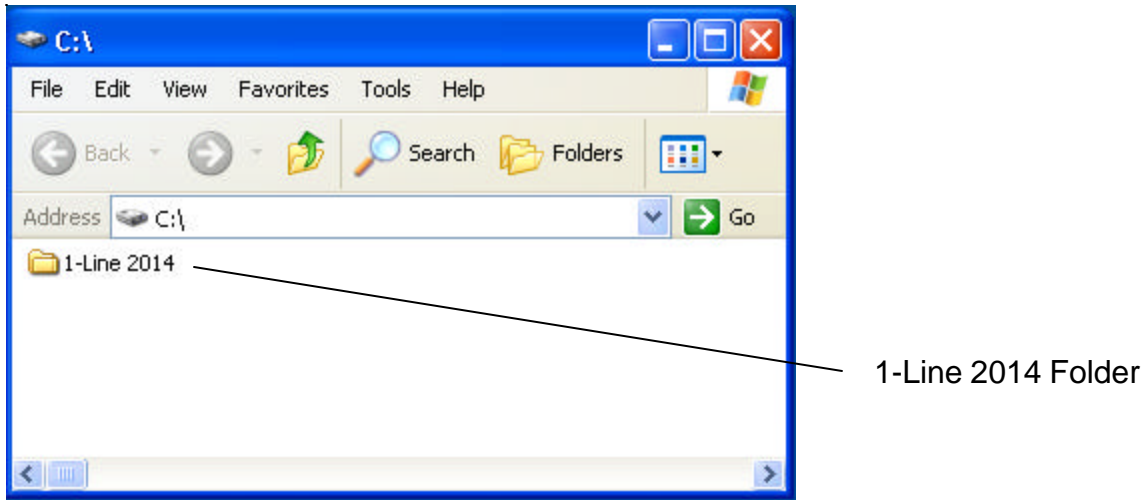 C:\
File Edit View Favorites Tools Help
Back Search Folders
Address C:\ Go
1-Line 2014
1-Line 2014 Folder